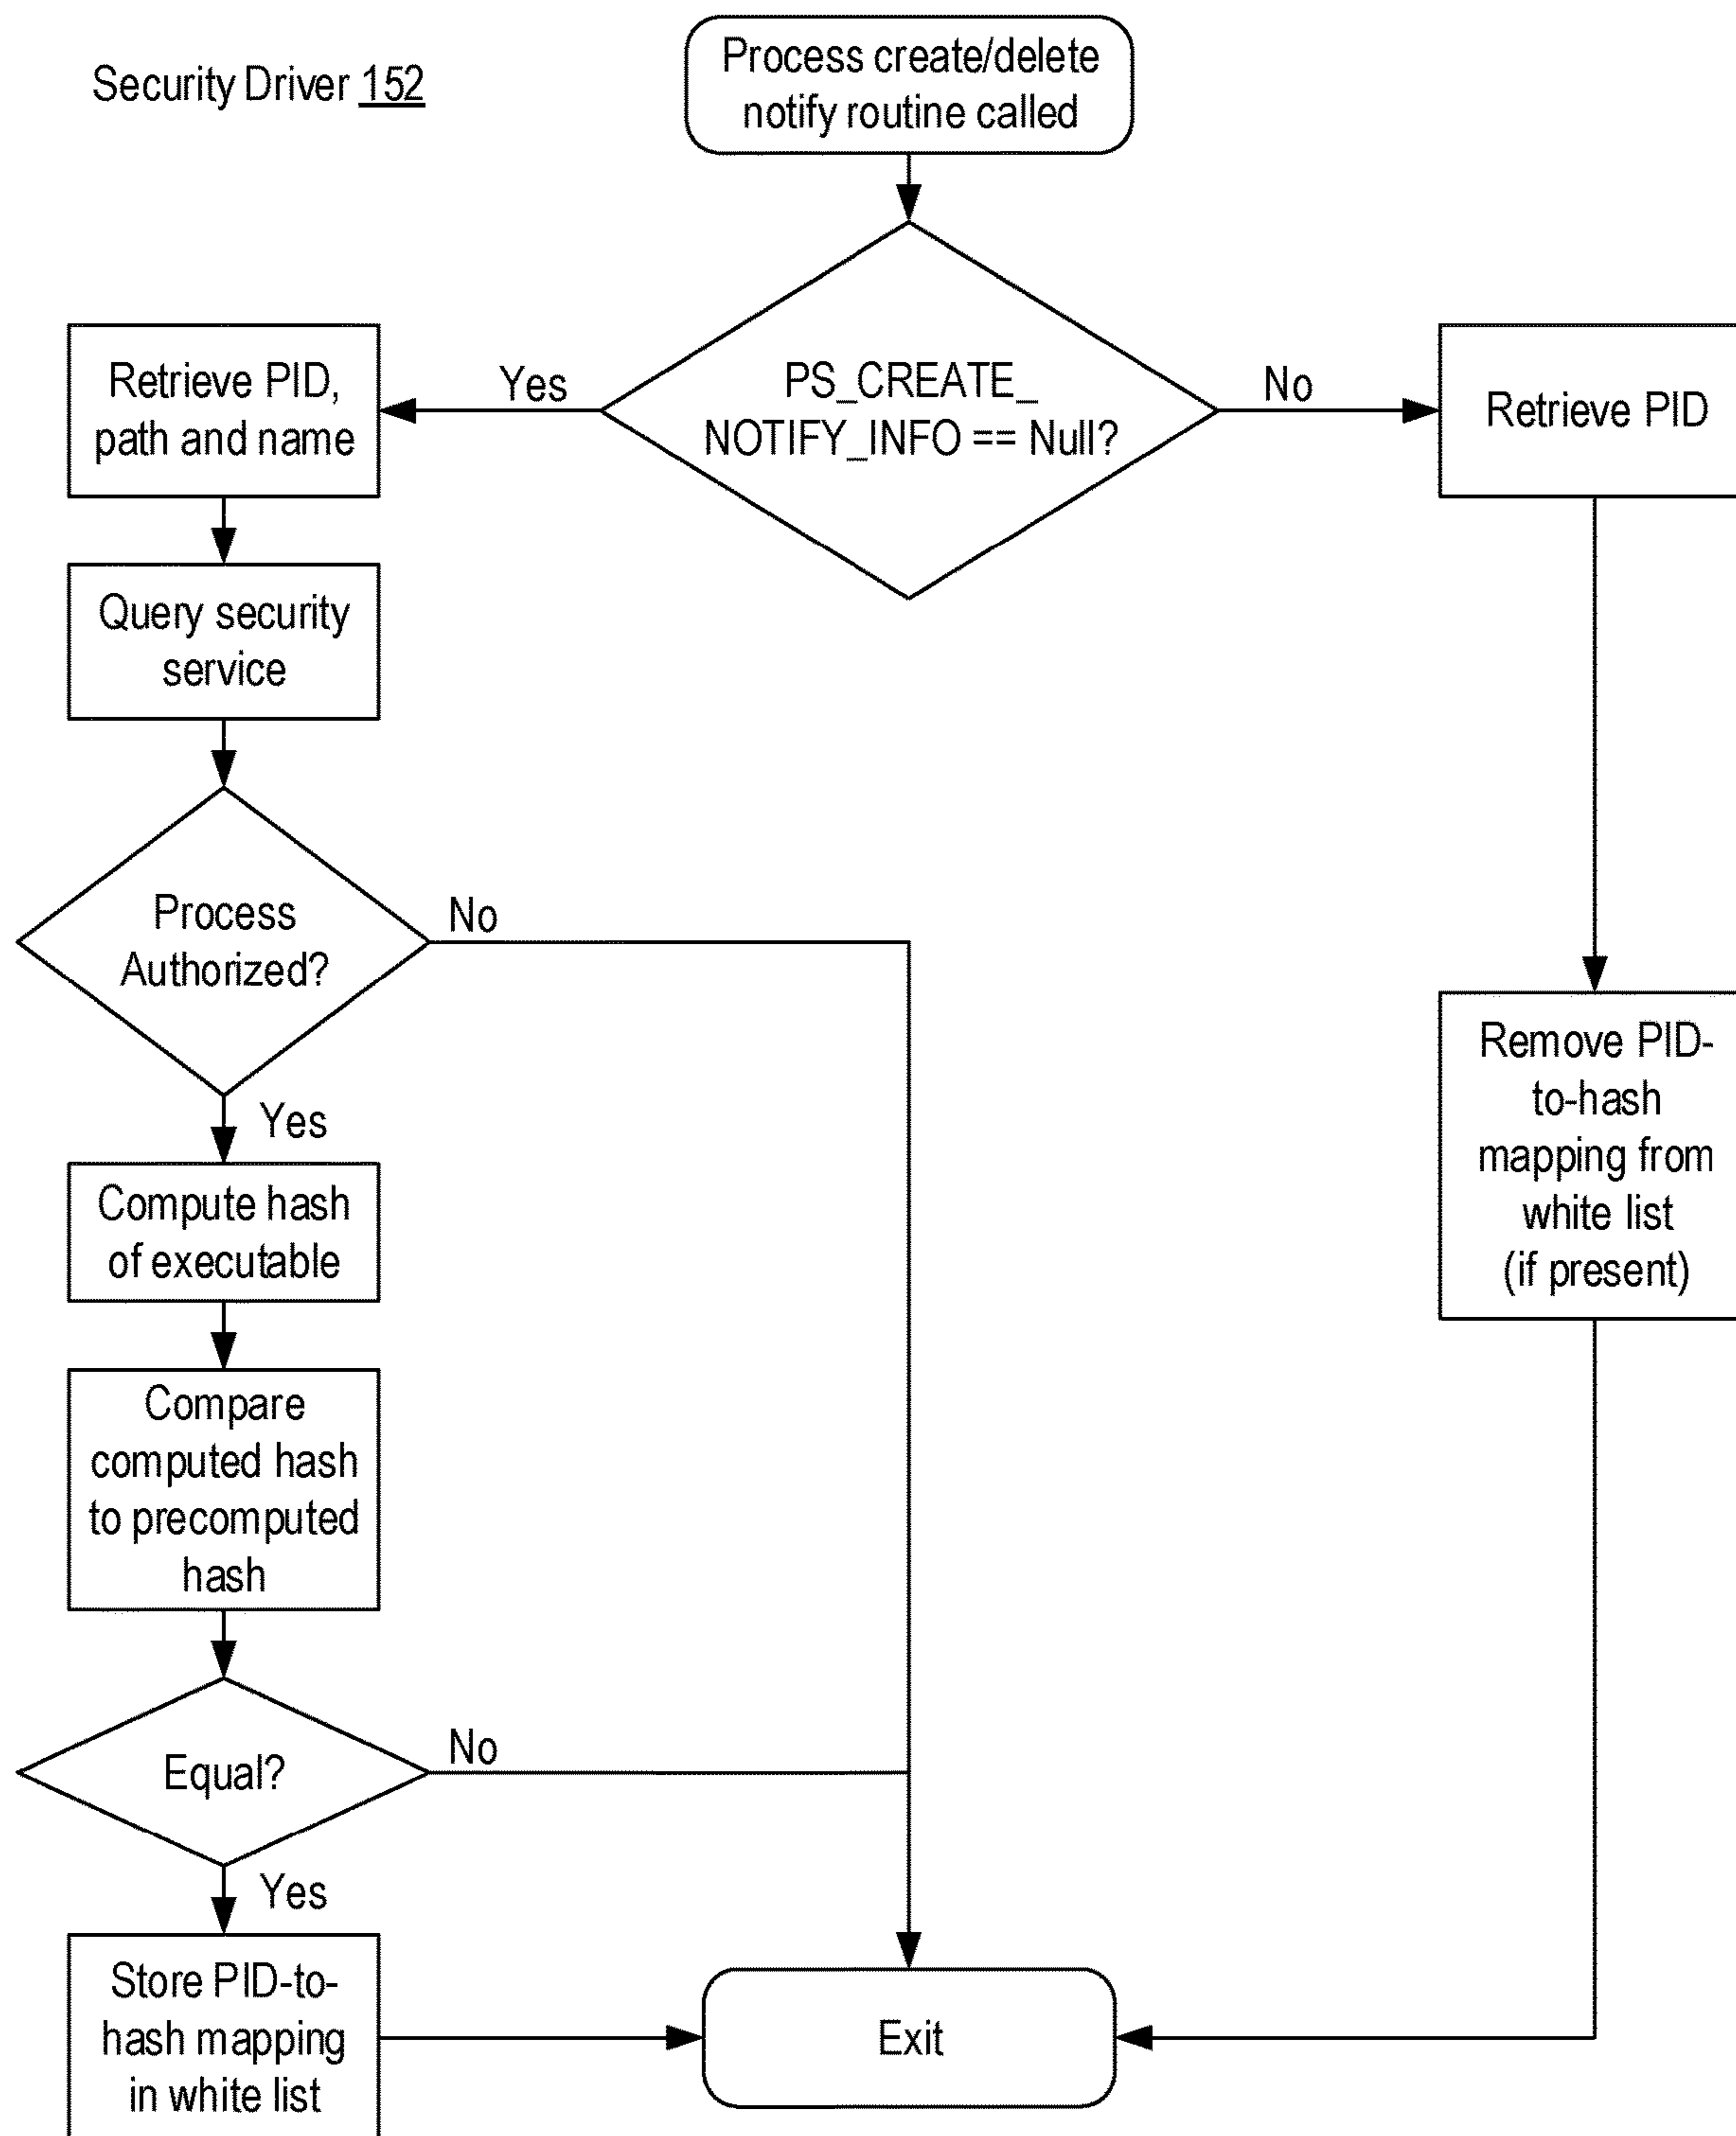 Security Driver 152
Process create/delete
notify routine called
PS_CREATE_
NOTIFY_INFO == Null?
Yes
No
Retrieve PID,
path and name
Retrieve PID
Query security
service
Process
Authorized?
No
Yes
Compute hash
of executable
Remove PID-
to-hash
mapping from
white list
(if present)
Compare
computed hash
to precomputed
hash
Equal?
No
Yes
Store PID-to-
hash mapping
in white list
Exit